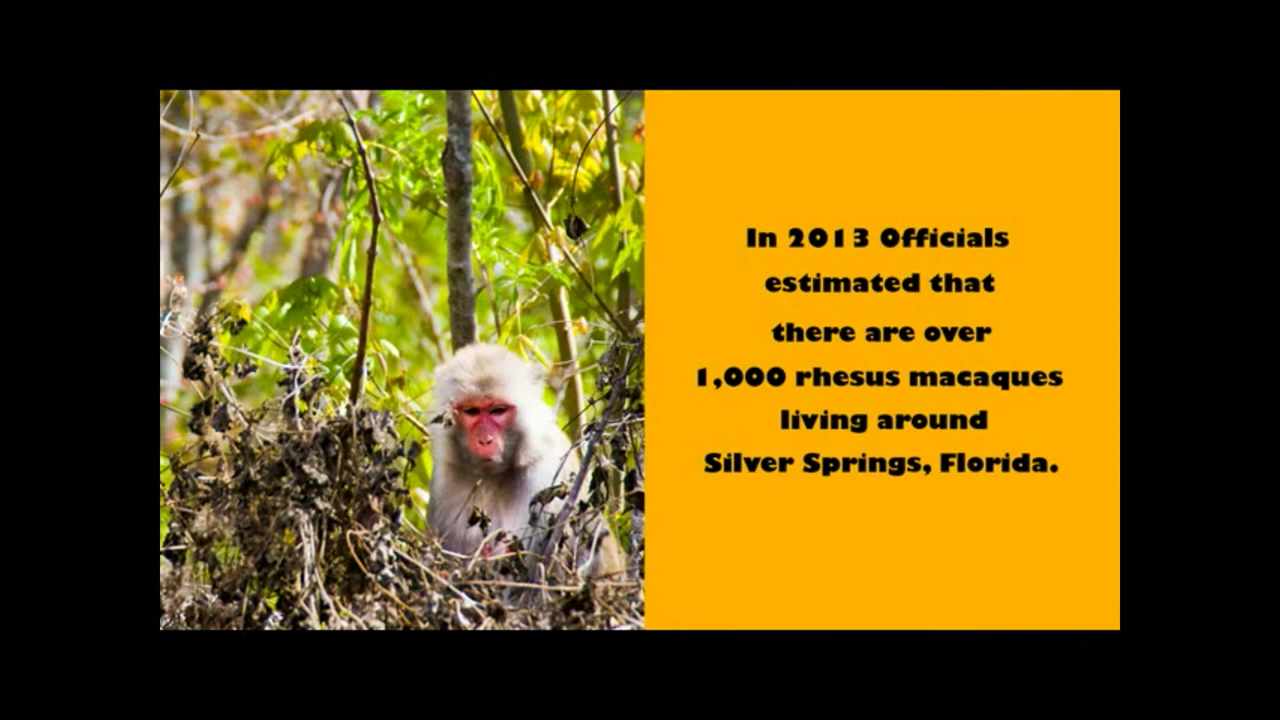 In 2013 Officials
estimated that
there are over
1,000 rhesus macaques
living around
Silver Springs, Florida.